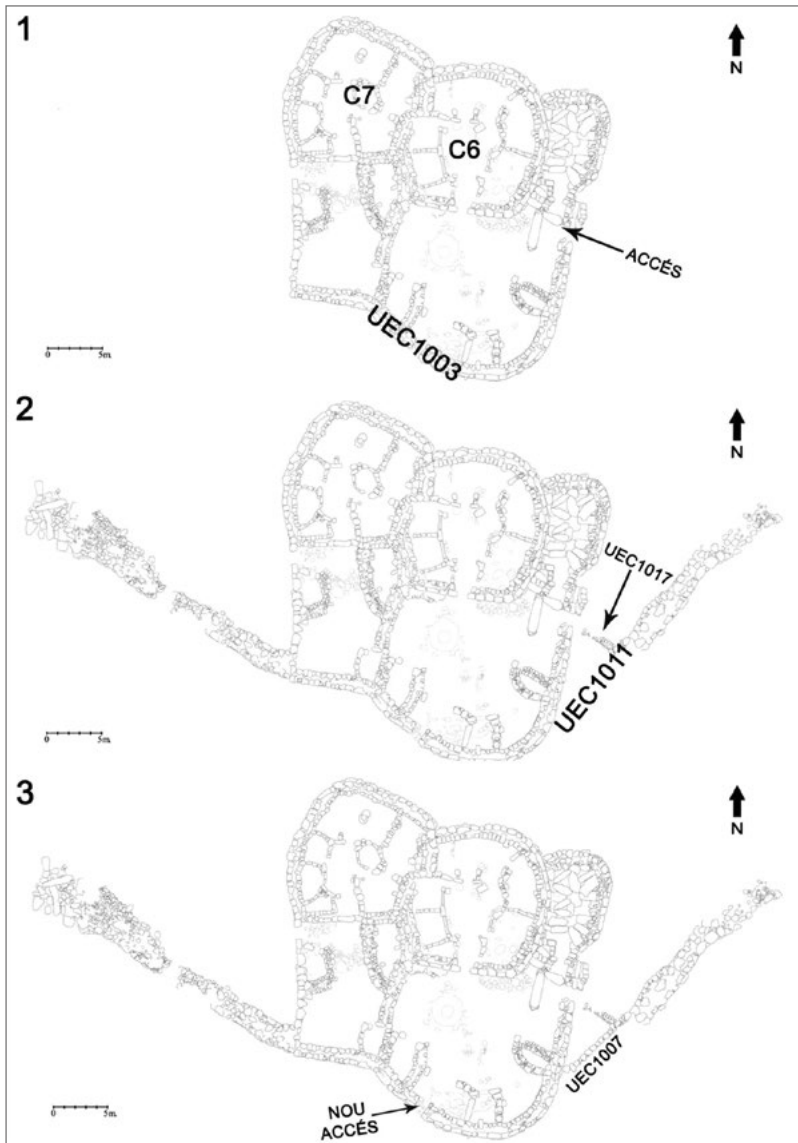 1
N
C7
C6
ACCÉS
UEC1003
0 5m.
2
N
UEC1017
UEC1011
0 5m.
3
N
UEC1007
NOU
ACCÉS
0 5m.